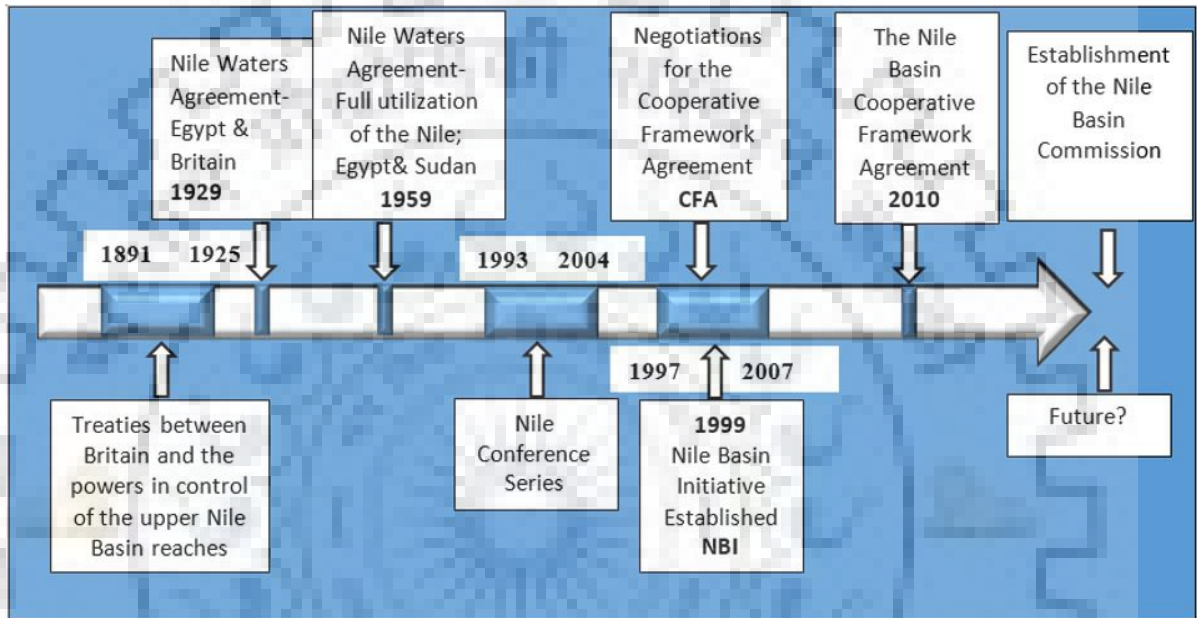 Nile Waters
Agreement-
Egypt &
Britain
1929
Nile Waters
Agreement-
Full utilization
of the Nile;
Egypt& Sudan
1959
Negotiations
for the
Cooperative
Framework
Agreement
CFA
The Nile
Basin
Cooperative
Framework
Agreement
2010
Establishment
of the Nile
Basin
Commission
1891 1925
1993 2004
1997 2007
Treaties between
Britain and the
powers in control
of the upper Nile
Basin reaches
Nile
Conference
Series
1999
Nile Basin
Initiative
Established
NBI
Future?